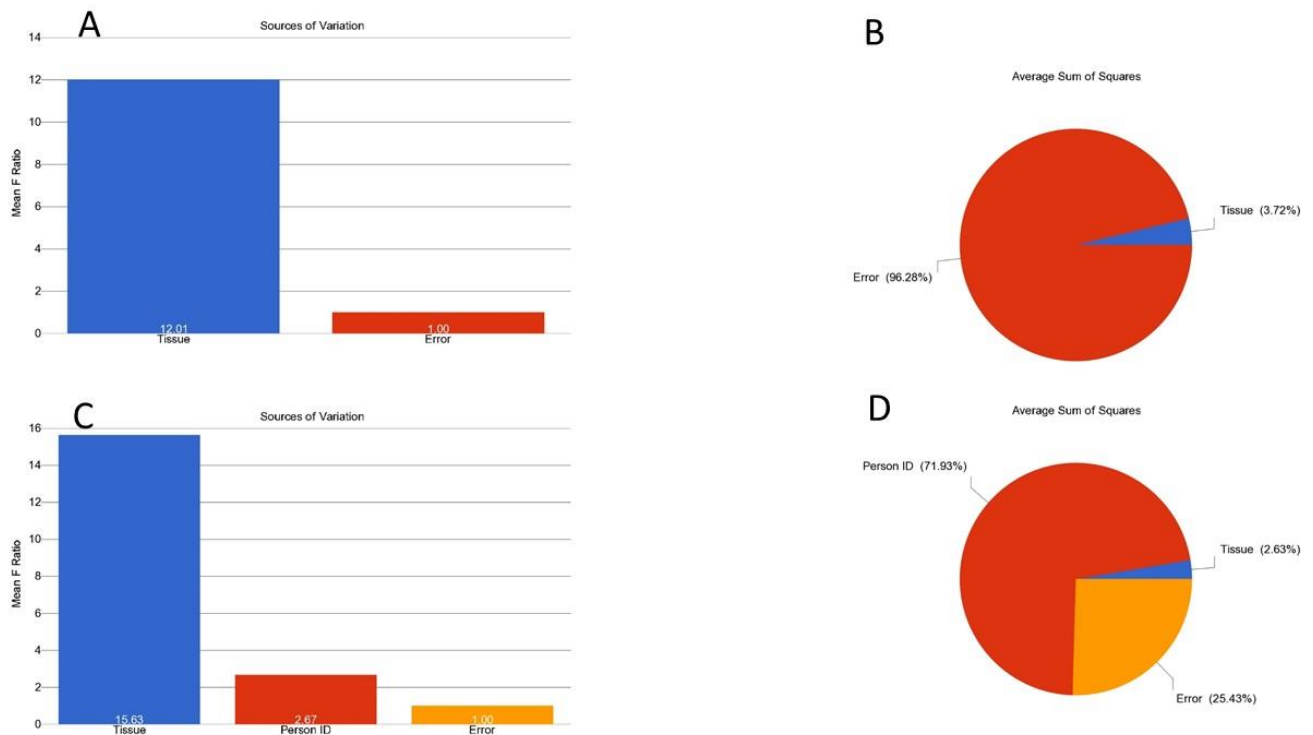 A
Sources of Variation
14
12
10
8
6
4
2
0
Mean F Ratio
12.01
1.00
Tissue
Error
B
Average Sum of Squares
Tissue (3.72%)
Error (96.28%)
C
Sources of Variation
16
14
12
10
8
6
4
2
0
Mean F Ratio
15.63
2.67
1.00
Tissue
Person ID
Error
D
Average Sum of Squares
Person ID (71.93%)
Tissue (2.63%)
Error (25.43%)